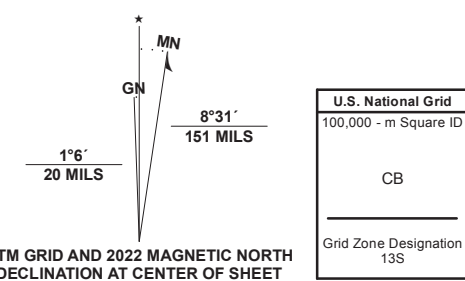 ★
MN
GN
8°31´
151 MILS
1°6´
20 MILS
TM GRID AND 2022 MAGNETIC NORTH
DECLINATION AT CENTER OF SHEET
U.S. National Grid
100,000 - m Square ID
CB
Grid Zone Designation
13S